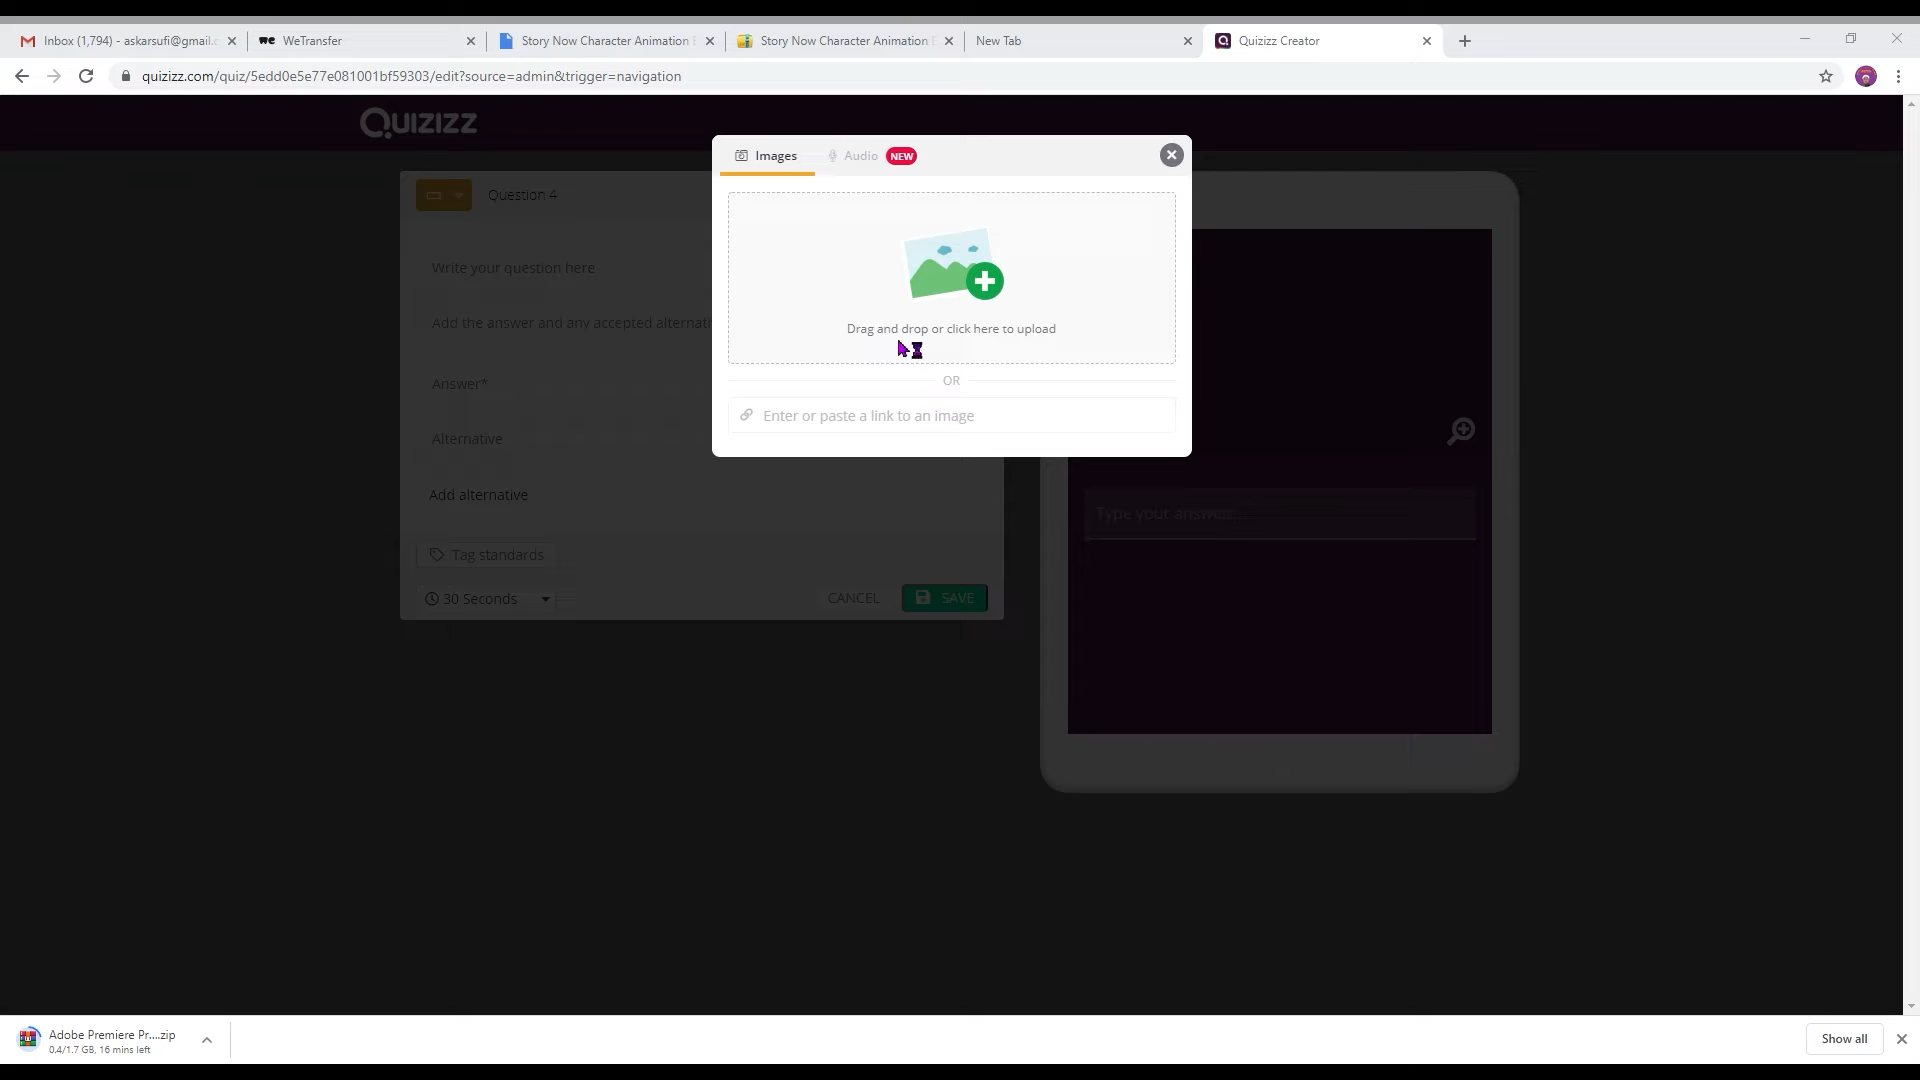 Inbox (1,794) - askarsufi@gmail.c
WeTransfer
Story Now Character Animation
Story Now Character Animation
New Tab
Quizizz Creator
quizizz.com/quiz/5edd0e5e77e081001bf59303/edit?source=admin&trigger=navigation
Quizizz
Images
Audio
NEW
Question 4
Write your question here
Drag and drop or click here to upload
Add the answer and any accepted alternat
OR
Answer*
Enter or paste a link to an image
Alternative
Add alternative
Type your answer...
Tag standards
30 Seconds
CANCEL
SAVE
Adobe Premiere Pr....zip
0.4/1.7 GB, 16 mins left
Show all